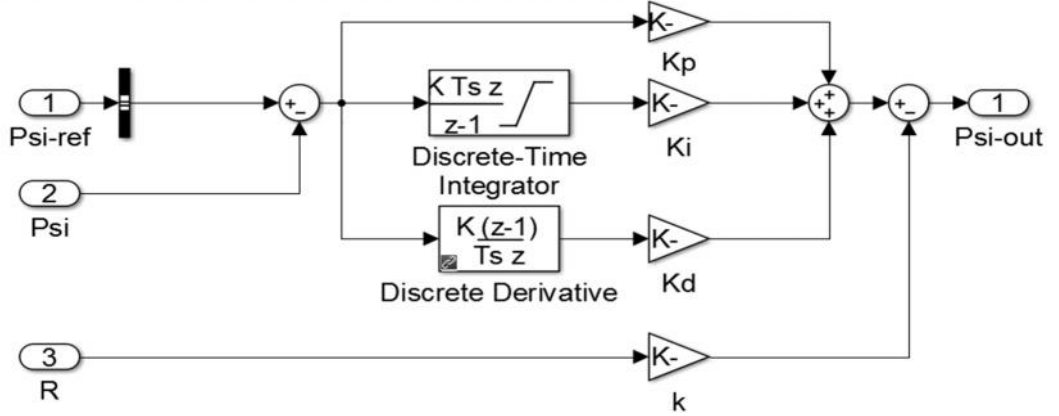 K-
Kp
1
Psi-ref
+
−
K Ts z
z-1
Discrete-Time
Integrator
K-
Ki
+
+
+
+
−
1
Psi-out
2
Psi
K (z-1)
Ts z
Discrete Derivative
K-
Kd
3
R
K-
k